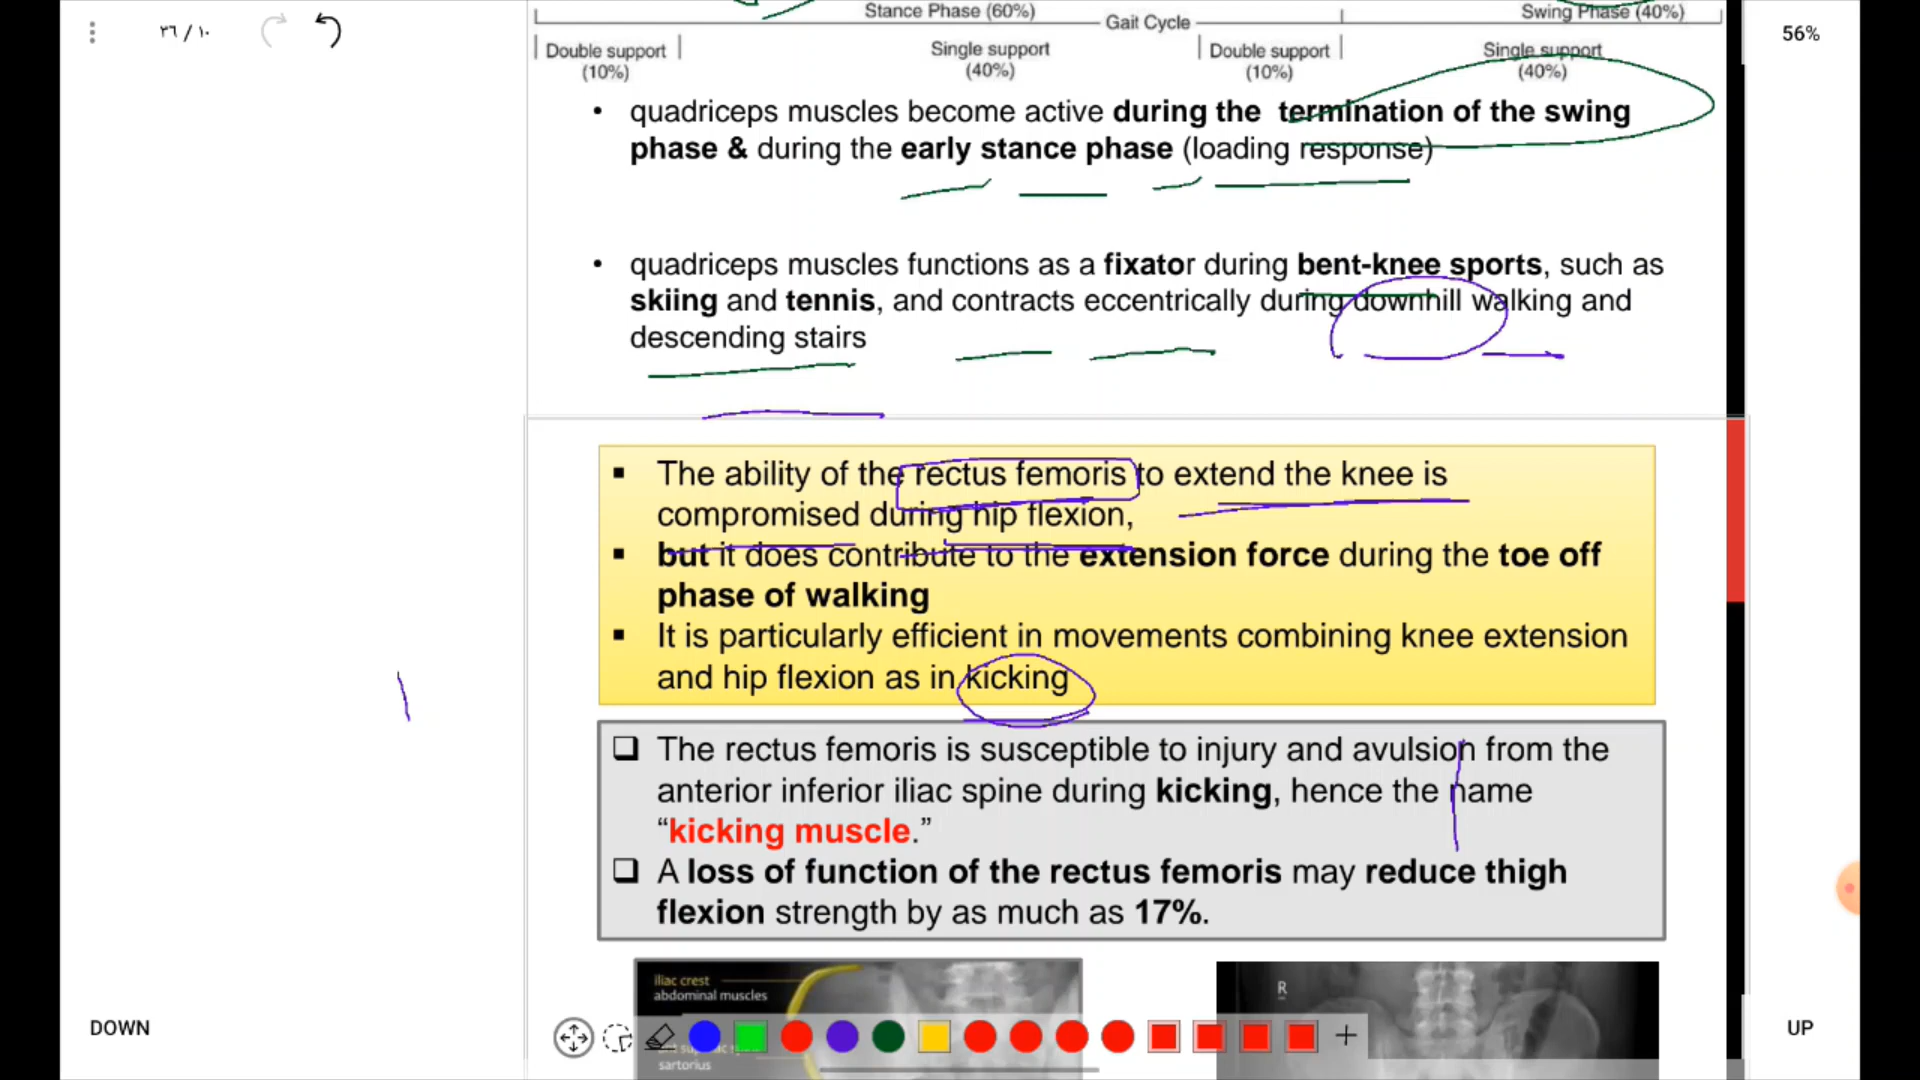 ٣٦ / ١٠
56%
Stance Phase (60%)
Gait Cycle
Swing Phase (40%)
Double support
(10%)
Single support
(40%)
Double support
(10%)
Single support
(40%)
• quadriceps muscles become active during the termination of the swing
phase & during the early stance phase (loading response)
• quadriceps muscles functions as a fixator during bent-knee sports, such as
skiing and tennis, and contracts eccentrically during downhill walking and
descending stairs
▪ The ability of the rectus femoris to extend the knee is
compromised during hip flexion,
▪ but it does contribute to the extension force during the toe off
phase of walking
▪ It is particularly efficient in movements combining knee extension
and hip flexion as in kicking
❑ The rectus femoris is susceptible to injury and avulsion from the
anterior inferior iliac spine during kicking, hence the name
“kicking muscle.”
❑ A loss of function of the rectus femoris may reduce thigh
flexion strength by as much as 17%.
iliac crest
abdominal muscles
sartorius
R
DOWN
UP